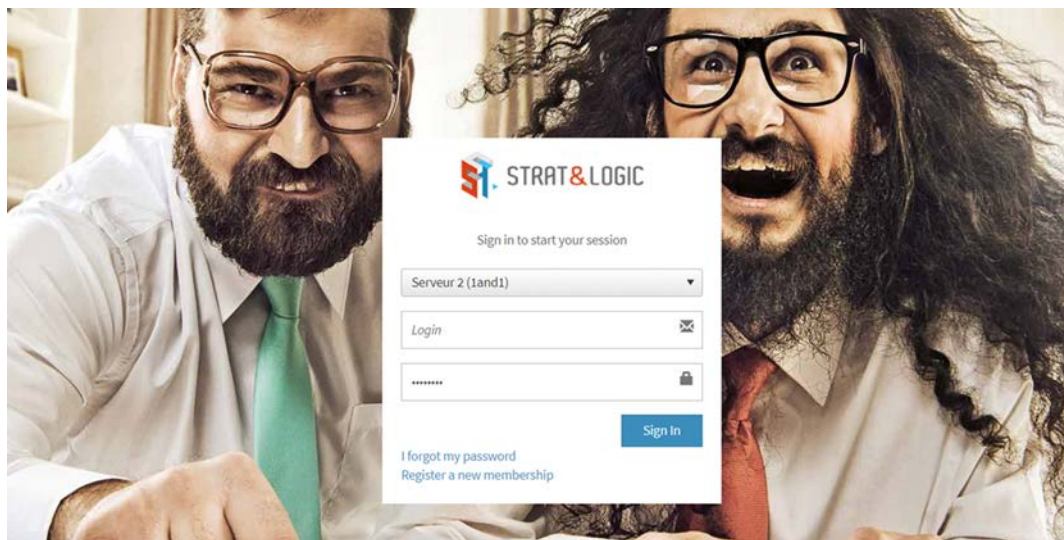 STRAT&LOGIC
Sign in to start your session
Serveur 2 (1and1)
Login
••••••••
Sign In
I forgot my password
Register a new membership